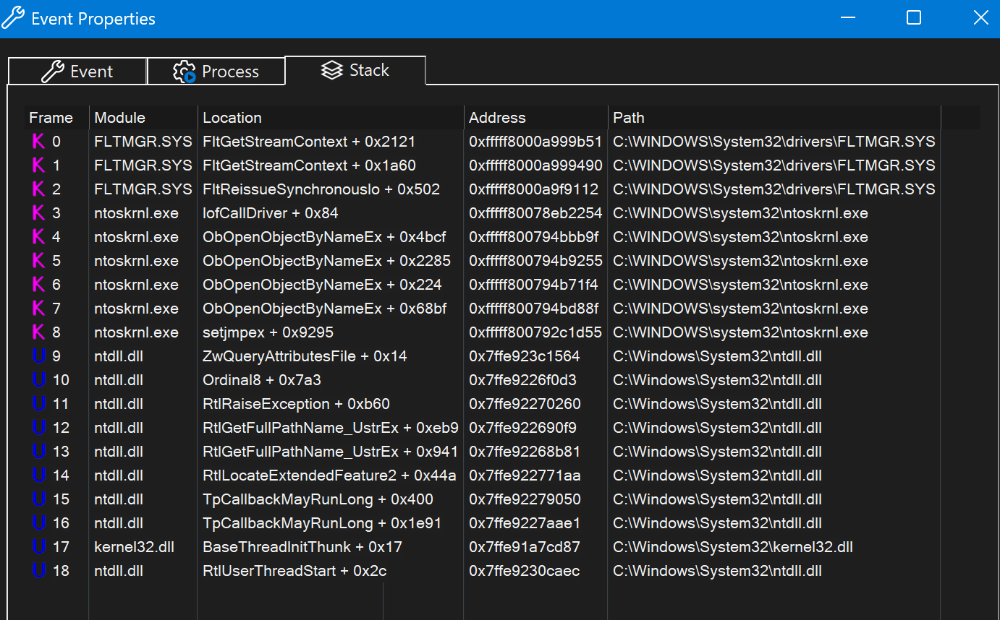 Event Properties
Event Process Stack
Frame Module Location Address Path
K 0 FLTMGR.SYS FltGetStreamContext + 0x2121 0xfffff8000a999b51 C:\WINDOWS\System32\drivers\FLTMGR.SYS
K 1 FLTMGR.SYS FltGetStreamContext + 0x1a60 0xfffff8000a999490 C:\WINDOWS\System32\drivers\FLTMGR.SYS
K 2 FLTMGR.SYS FltReissueSynchronousIo + 0x502 0xfffff8000a9f9112 C:\WINDOWS\System32\drivers\FLTMGR.SYS
K 3 ntoskrnl.exe IofCallDriver + 0x84 0xfffff80078eb2254 C:\WINDOWS\system32\ntoskrnl.exe
K 4 ntoskrnl.exe ObOpenObjectByNameEx + 0x4bcf 0xfffff800794bbb9f C:\WINDOWS\system32\ntoskrnl.exe
K 5 ntoskrnl.exe ObOpenObjectByNameEx + 0x2285 0xfffff800794b9255 C:\WINDOWS\system32\ntoskrnl.exe
K 6 ntoskrnl.exe ObOpenObjectByNameEx + 0x224 0xfffff800794b71f4 C:\WINDOWS\system32\ntoskrnl.exe
K 7 ntoskrnl.exe ObOpenObjectByNameEx + 0x68bf 0xfffff800794bd88f C:\WINDOWS\system32\ntoskrnl.exe
K 8 ntoskrnl.exe setjmpex + 0x9295 0xfffff800792c1d55 C:\WINDOWS\system32\ntoskrnl.exe
U 9 ntdll.dll ZwQueryAttributesFile + 0x14 0x7ffe923c1564 C:\Windows\System32\ntdll.dll
U 10 ntdll.dll Ordinal8 + 0x7a3 0x7ffe9226f0d3 C:\Windows\System32\ntdll.dll
U 11 ntdll.dll RtlRaiseException + 0xb60 0x7ffe92270260 C:\Windows\System32\ntdll.dll
U 12 ntdll.dll RtlGetFullPathName_UstrEx + 0xeb9 0x7ffe922690f9 C:\Windows\System32\ntdll.dll
U 13 ntdll.dll RtlGetFullPathName_UstrEx + 0x941 0x7ffe92268b81 C:\Windows\System32\ntdll.dll
U 14 ntdll.dll RtlLocateExtendedFeature2 + 0x44a 0x7ffe922771aa C:\Windows\System32\ntdll.dll
U 15 ntdll.dll TpCallbackMayRunLong + 0x400 0x7ffe92279050 C:\Windows\System32\ntdll.dll
U 16 ntdll.dll TpCallbackMayRunLong + 0x1e91 0x7ffe9227aae1 C:\Windows\System32\ntdll.dll
U 17 kernel32.dll BaseThreadInitThunk + 0x17 0x7ffe91a7cd87 C:\Windows\System32\kernel32.dll
U 18 ntdll.dll RtlUserThreadStart + 0x2c 0x7ffe9230caec C:\Windows\System32\ntdll.dll